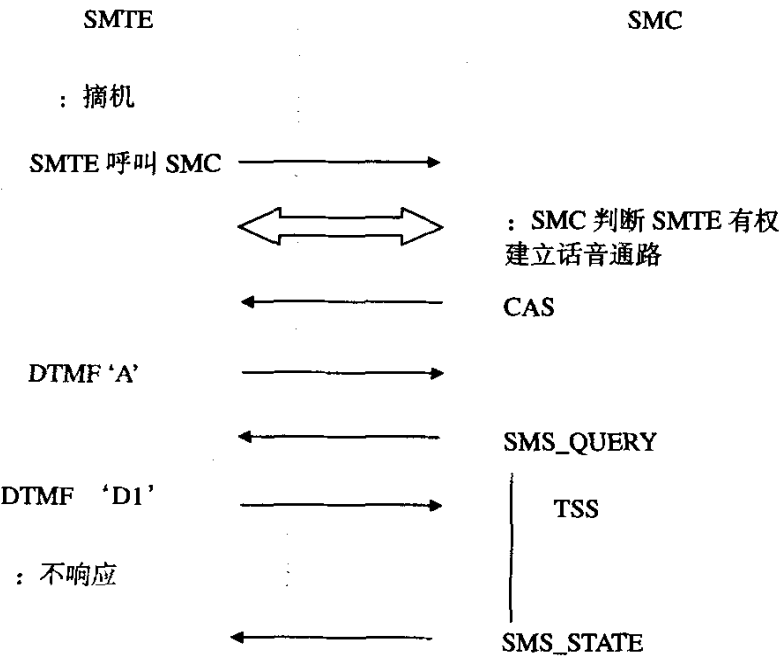 SMTE SMC
：摘机
SMTE 呼叫 SMC
：SMC 判断 SMTE 有权
建立话音通路
CAS
DTMF ‘A’
SMS_QUERY
DTMF ‘D1’
TSS
：不响应
SMS_STATE